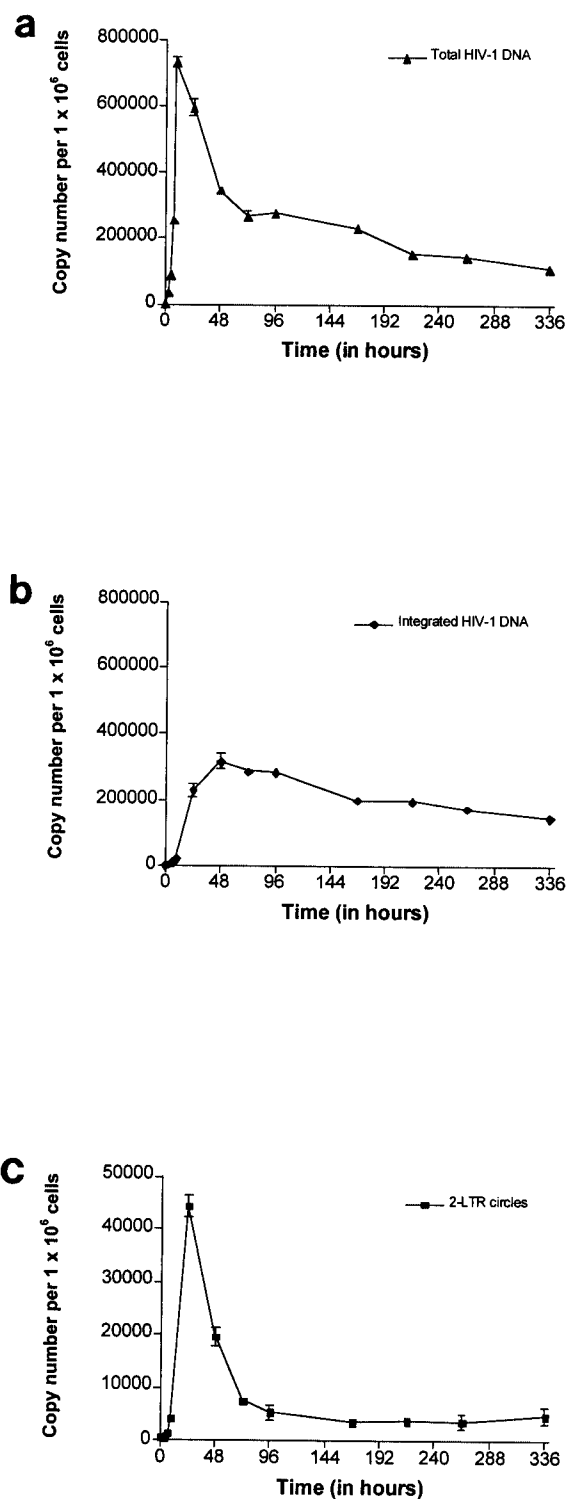 a
Copy number per 1 x 10⁶ cells
800000
600000
400000
200000
0
Total HIV-1 DNA
0 48 96 144 192 240 288 336
Time (in hours)
b
Copy number per 1 x 10⁶ cells
800000
600000
400000
200000
0
Integrated HIV-1 DNA
0 48 96 144 192 240 288 336
Time (in hours)
c
Copy number per 1 x 10⁶ cells
50000
40000
30000
20000
10000
0
2-LTR circles
0 48 96 144 192 240 288 336
Time (in hours)